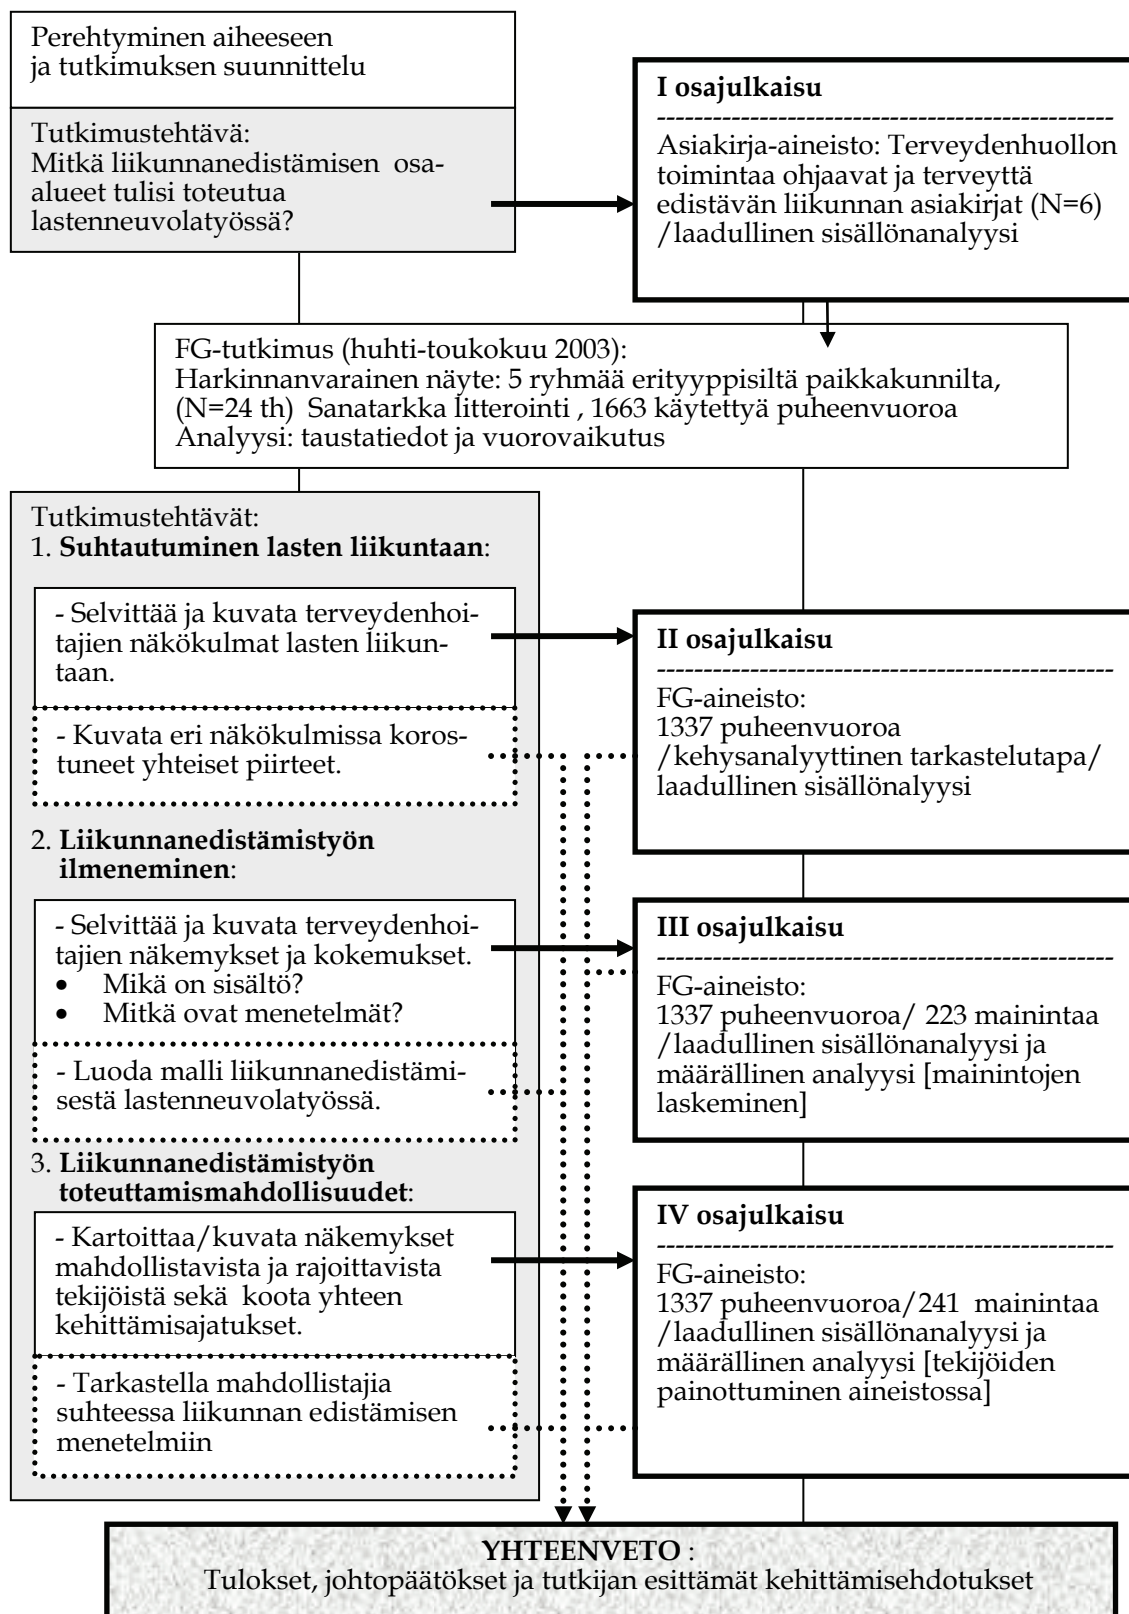 Perehtyminen aiheeseen
ja tutkimuksen suunnittelu
Tutkimustehtävä:
Mitkä liikunnanedistämisen osa-
alueet tulisi toteutua
lastenneuvolatyössä?
I osajulkaisu
------------------------------------------------
Asiakirja-aineisto: Terveydenhuollon
toimintaa ohjaavat ja terveyttä
edistävän liikunnan asiakirjat (N=6)
/laadullinen sisällönanalyysi
FG-tutkimus (huhti-toukokuu 2003):
Harkinnanvarainen näyte: 5 ryhmää erityyppisiltä paikkakunnilta,
(N=24 th) Sanatarkka litterointi , 1663 käytettyä puheenvuoroa
Analyysi: taustatiedot ja vuorovaikutus
Tutkimustehtävät:
1. Suhtautuminen lasten liikuntaan:
- Selvittää ja kuvata terveydenhoi-
tajien näkökulmat lasten liikun-
taan.
- Kuvata eri näkökulmissa koros-
tuneet yhteiset piirteet.
II osajulkaisu
------------------------------------------------
FG-aineisto:
1337 puheenvuoroa
/kehysanalyyttinen tarkastelutapa/
laadullinen sisällönalyysi
2. Liikunnanedistämistyön
ilmeneminen:
- Selvittää ja kuvata terveydenhoi-
tajien näkemykset ja kokemukset.
• Mikä on sisältö?
• Mitkä ovat menetelmät?
- Luoda malli liikunnanedistämi-
sestä lastenneuvolatyössä.
III osajulkaisu
------------------------------------------------
FG-aineisto:
1337 puheenvuoroa/ 223 mainintaa
/laadullinen sisällönanalyysi ja
määrällinen analyysi [mainintojen
laskeminen]
3. Liikunnanedistämistyön
toteuttamismahdollisuudet:
- Kartoittaa/kuvata näkemykset
mahdollistavista ja rajoittavista
tekijöistä sekä koota yhteen
kehittämisajatukset.
- Tarkastella mahdollistajia
suhteessa liikunnan edistämisen
menetelmiin
IV osajulkaisu
------------------------------------------------
FG-aineisto:
1337 puheenvuoroa/241 mainintaa
/laadullinen sisällönanalyysi ja
määrällinen analyysi [tekijöiden
painottuminen aineistossa]
YHTEENVETO :
Tulokset, johtopäätökset ja tutkijan esittämät kehittämisehdotukset